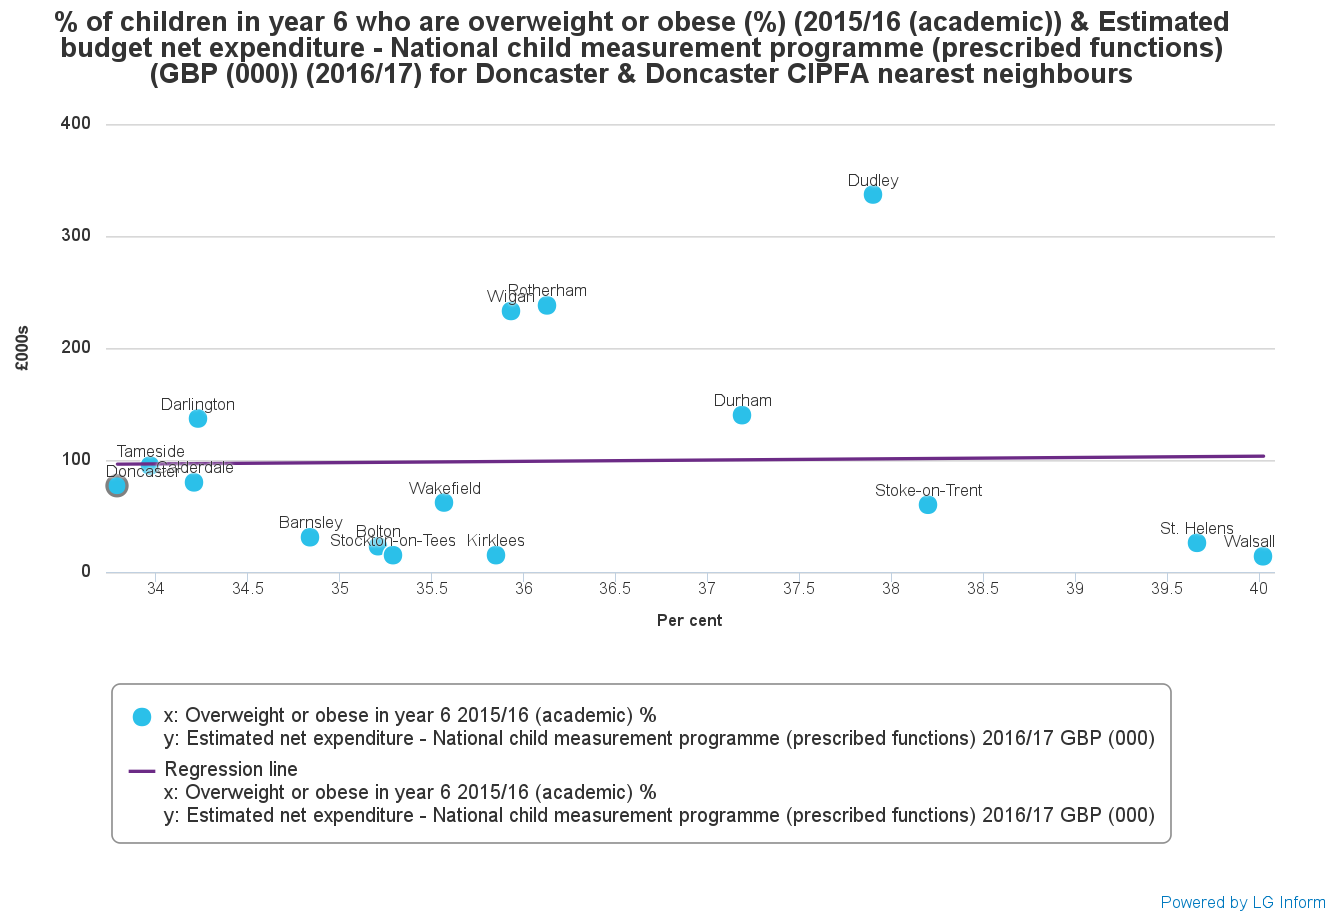 % of children in year 6 who are overweight or obese (%) (2015/16 (academic)) & Estimated
budget net expenditure - National child measurement programme (prescribed functions)
(GBP (000)) (2016/17) for Doncaster & Doncaster CIPFA nearest neighbours
400
Dudley
300
Rotherham
Wigan
£000s
200
Darlington
Durham
Tameside
100
Doncaster
Calderdale
Wakefield
Stoke-on-Trent
Barnsley
St. Helens
Bolton
Stockton-on-Tees
Kirklees
Walsall
0
34 34.5 35 35.5 36 36.5 37 37.5 38 38.5 39 39.5 40
Per cent
x: Overweight or obese in year 6 2015/16 (academic) %
y: Estimated net expenditure - National child measurement programme (prescribed functions) 2016/17 GBP (000)
Regression line
x: Overweight or obese in year 6 2015/16 (academic) %
y: Estimated net expenditure - National child measurement programme (prescribed functions) 2016/17 GBP (000)
Powered by LG Inform